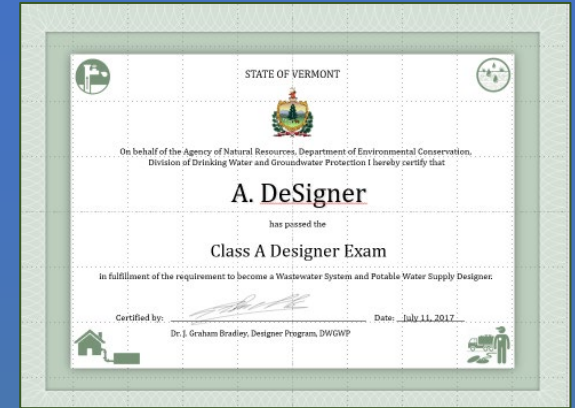 STATE OF VERMONT
On behalf of the Agency of Natural Resources, Department of Environmental Conservation,
Division of Drinking Water and Groundwater Protection I hereby certify that
A. DeSigner
has passed the
Class A Designer Exam
in fulfillment of the requirement to become a Wastewater System and Potable Water Supply Designer.
Certified by: Date: July 11, 2017
Dr. J. Graham Bradley, Designer Program, DWGWP